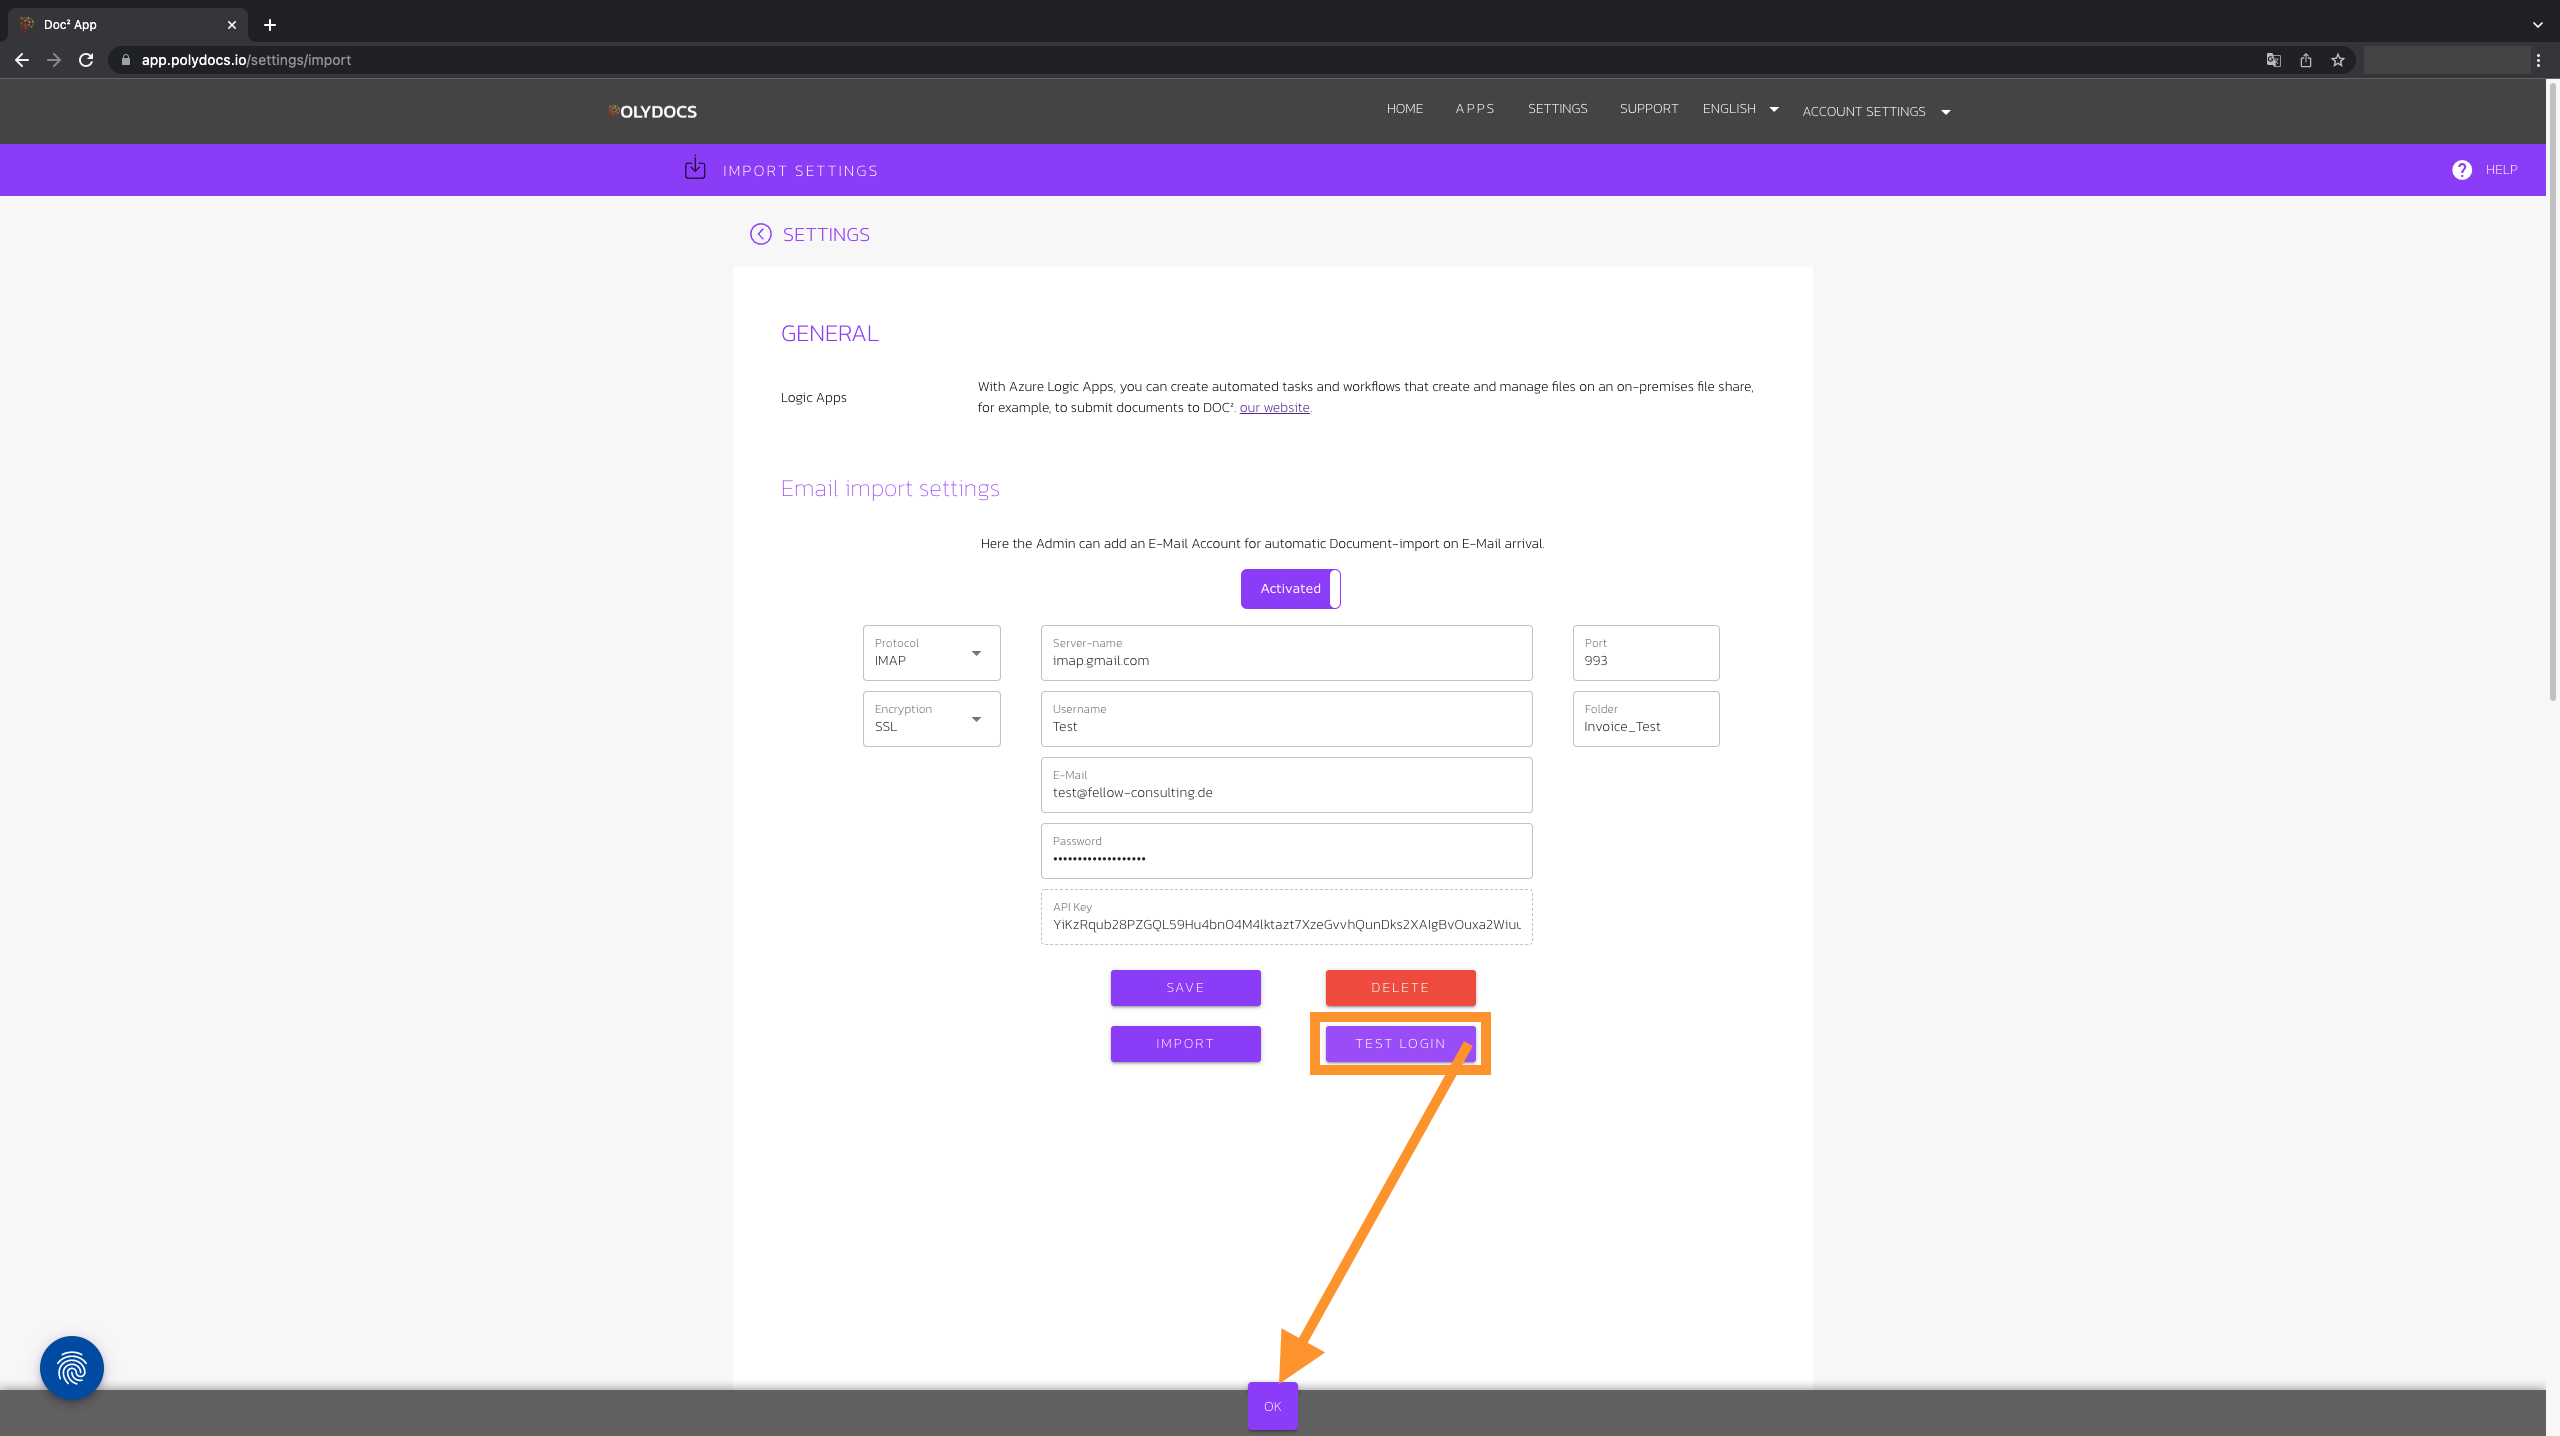 Doc² App
app.polydocs.io/settings/import
OLYDOCS
HOME APPS SETTINGS SUPPORT ENGLISH ACCOUNT SETTINGS
IMPORT SETTINGS
HELP
SETTINGS
GENERAL
Logic Apps
With Azure Logic Apps, you can create automated tasks and workflows that create and manage files on an on-premises file share,
for example, to submit documents to DOC². our website.
Email import settings
Here the Admin can add an E-Mail Account for automatic Document-import on E-Mail arrival.
Activated
Protocol
IMAP
Server-name
imap.gmail.com
Port
993
Encryption
SSL
Username
Test
Folder
Invoice_Test
E-Mail
test@fellow-consulting.de
Password
•••••••••••••••••••
API Key
SAVE
DELETE
IMPORT
TEST LOGIN
OK